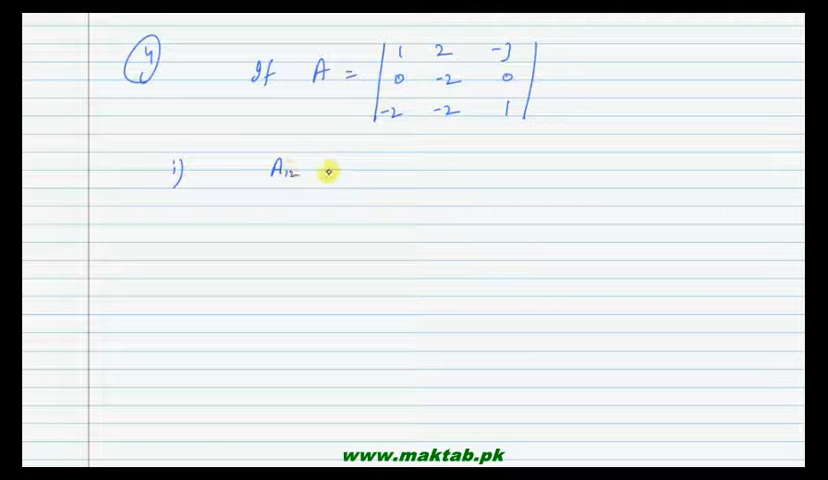 4 If A = | 1 2 -3 |
| 0 -2 0 |
| -2 -2 1 |
i) A₁₂
www.maktab.pk